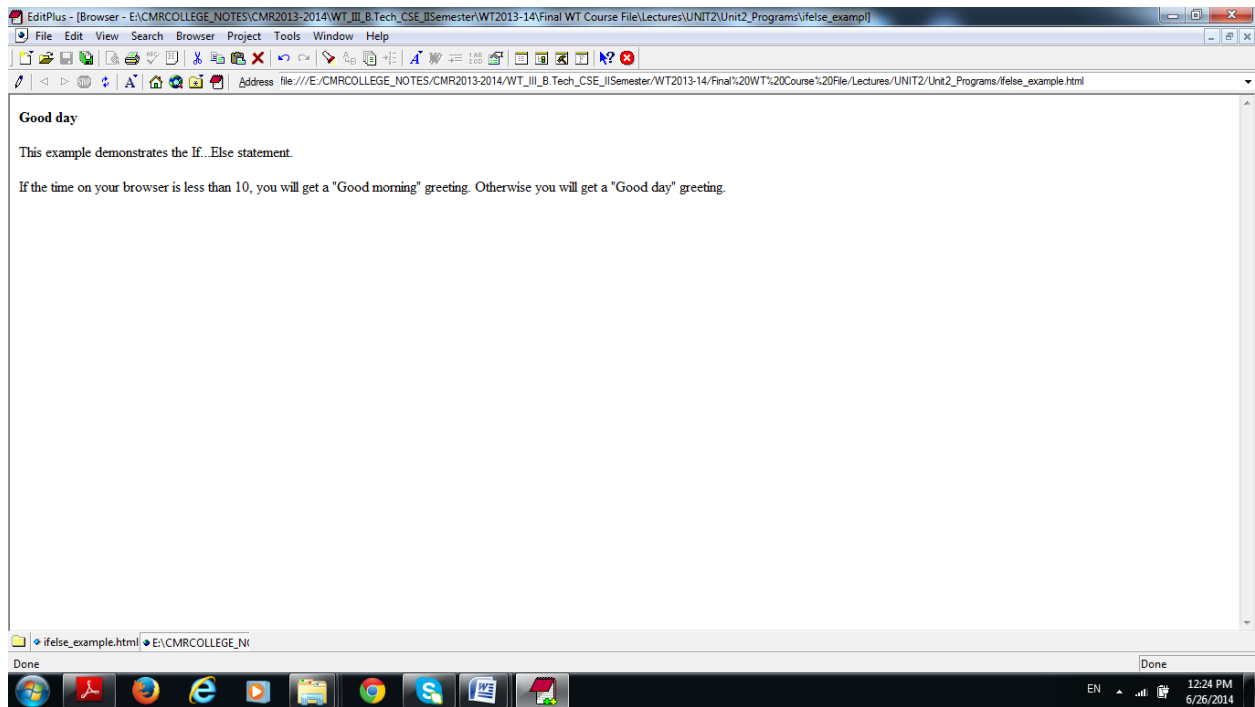 EditPlus - [Browser - E:\CMRCOLLEGE_NOTES\CMR2013-2014\WT_III_B.Tech_CSE_IISemester\WT2013-14\Final WT Course File\Lectures\UNIT2\Unit2_Programs\ifelse_exampl]
File Edit View Search Browser Project Tools Window Help
Address file:///E:/CMRCOLLEGE_NOTES/CMR2013-2014/WT_III_B.Tech_CSE_IISemester/WT2013-14/Final%20WT%20Course%20File/Lectures/UNIT2/Unit2_Programs/ifelse_example.html
Good day
This example demonstrates the If...Else statement.
If the time on your browser is less than 10, you will get a "Good morning" greeting. Otherwise you will get a "Good day" greeting.
ifelse_example.html E:\CMRCOLLEGE_N
Done Done
EN 12:24 PM
6/26/2014